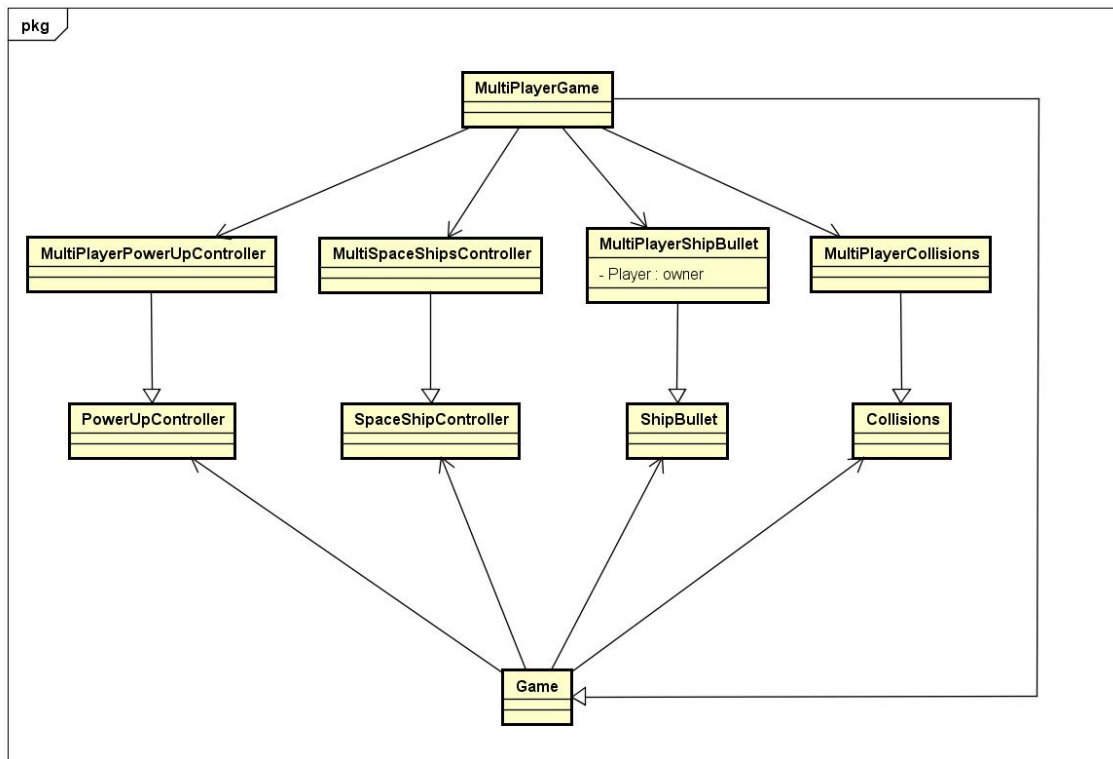 pkg
MultiPlayerGame
MultiPlayerPowerUpController
MultiSpaceShipsController
MultiPlayerShipBullet
- Player : owner
MultiPlayerCollisions
PowerUpController
SpaceShipController
ShipBullet
Collisions
Game